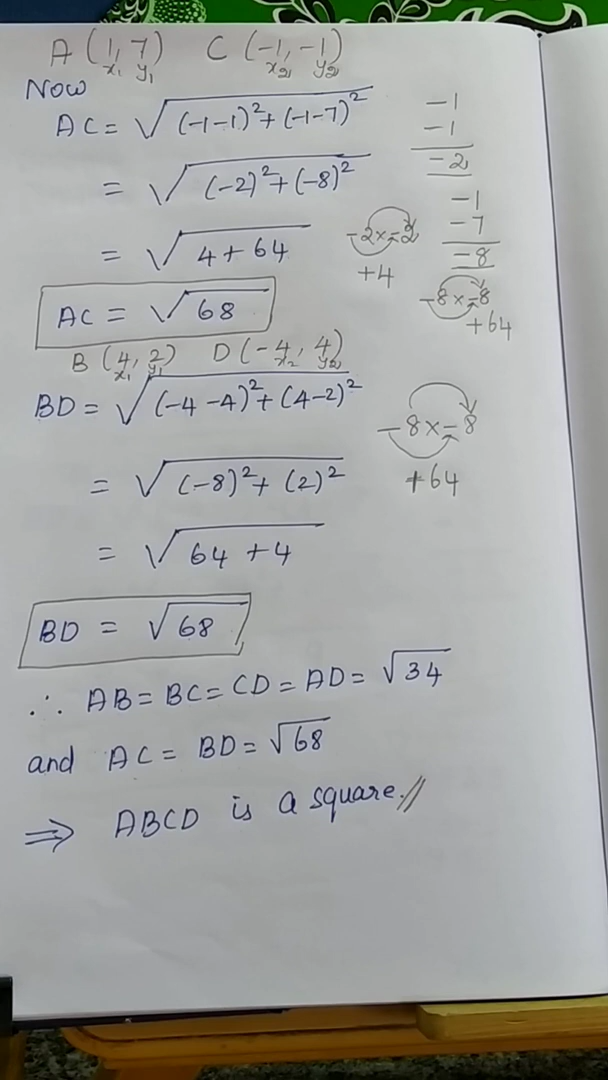 A (1, 7) C (-1, -1)
x₁ y₁ x₂ y₂
Now
AC = √(-1-1)²+(-1-7)²
= √(-2)²+(-8)²
= √4+64
AC = √68
-1
-1
-2
-1
-7
-8
-2×-2
+4
-8×-8
+64
B (4, 2) D (-4, 4)
x₁ y₁ x₂ y₂
BD = √(-4-4)²+(4-2)²
= √(-8)²+(2)²
= √64+4
BD = √68
-8×-8
+64
∴ AB = BC = CD = AD = √34
and AC = BD = √68
⇒ ABCD is a square.//